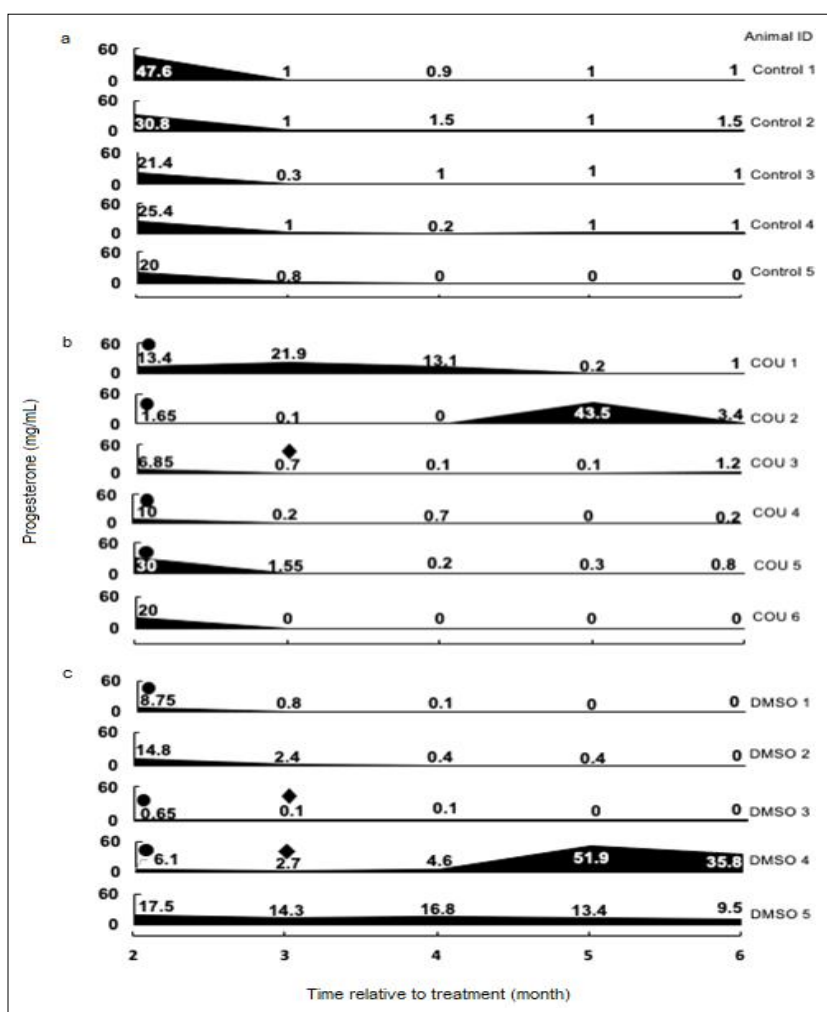 a Animal ID
60 47.6 1 0.9 1 1 Control 1
0
60 30.8 1 1.5 1 1.5 Control 2
0
60 21.4 0.3 1 1 1 Control 3
0
60 25.4 1 0.2 1 1 Control 4
0
60 20 0.8 0 0 0 Control 5
0
b 60 13.4 21.9 13.1 0.2 1 COU 1
0
60 1.65 0.1 0 43.5 3.4 COU 2
0
60 6.85 0.7 0.1 0.1 1.2 COU 3
0
60 10 0.2 0.7 0 0.2 COU 4
0
60 30 1.55 0.2 0.3 0.8 COU 5
0
60 20 0 0 0 0 COU 6
0
Progesterone (mg/mL)
c 60 8.75 0.8 0.1 0 0 DMSO 1
0
60 14.8 2.4 0.4 0.4 0 DMSO 2
0
60 0.65 0.1 0.1 0 0 DMSO 3
0
60 6.1 2.7 4.6 51.9 35.8 DMSO 4
0
60 17.5 14.3 16.8 13.4 9.5 DMSO 5
0
2 3 4 5 6
Time relative to treatment (month)